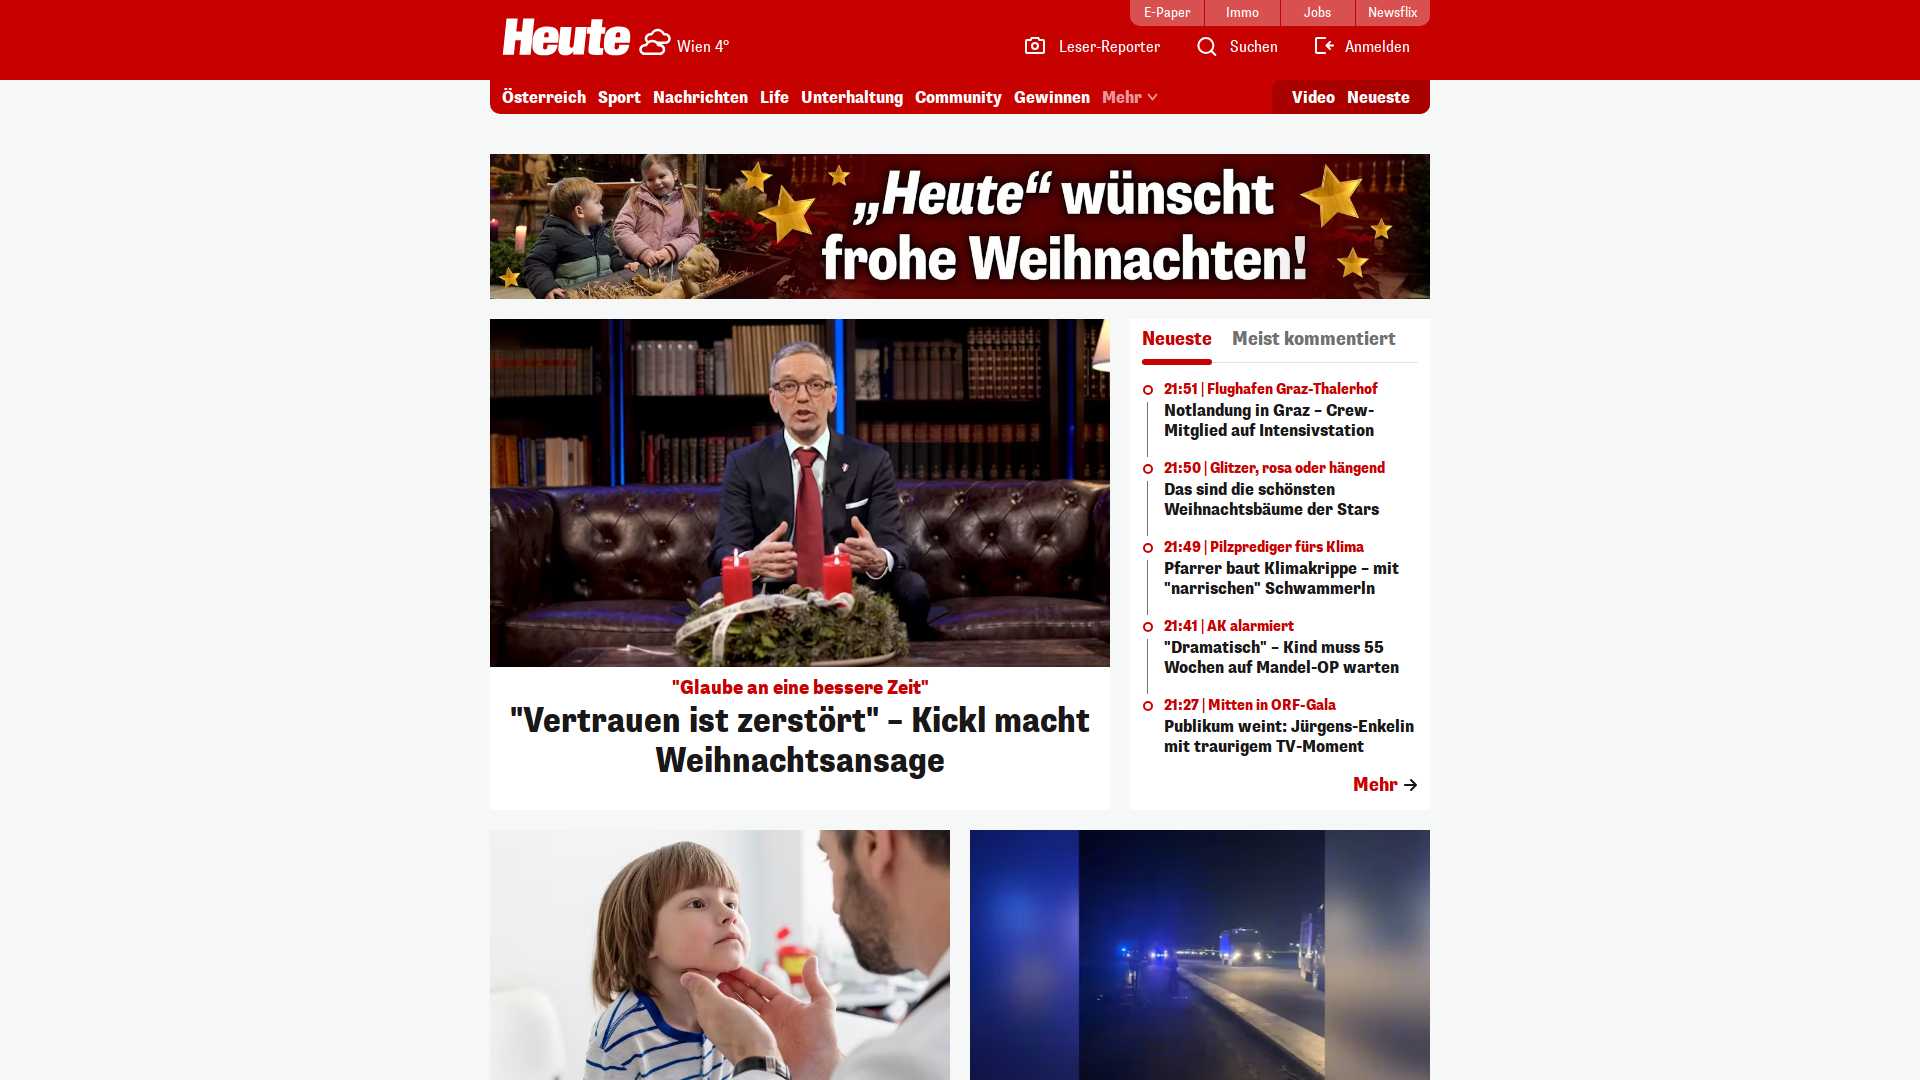 E-Paper
Immo
Jobs
Newsflix
Heute
Wien 4°
Leser-Reporter
Suchen
Anmelden
Österreich
Sport
Nachrichten
Life
Unterhaltung
Community
Gewinnen
Mehr
Video
Neueste
„Heute“ wünscht
frohe Weihnachten!
"Glaube an eine bessere Zeit"
"Vertrauen ist zerstört" – Kickl macht
Weihnachtsansage
Neueste
Meist kommentiert
21:51 | Flughafen Graz-Thalerhof
Notlandung in Graz – Crew-
Mitglied auf Intensivstation
21:50 | Glitzer, rosa oder hängend
Das sind die schönsten
Weihnachtsbäume der Stars
21:49 | Pilzprediger fürs Klima
Pfarrer baut Klimakrippe – mit
"narrischen" Schwammerln
21:41 | AK alarmiert
"Dramatisch" – Kind muss 55
Wochen auf Mandel-OP warten
21:27 | Mitten in ORF-Gala
Publikum weint: Jürgens-Enkelin
mit traurigem TV-Moment
Mehr